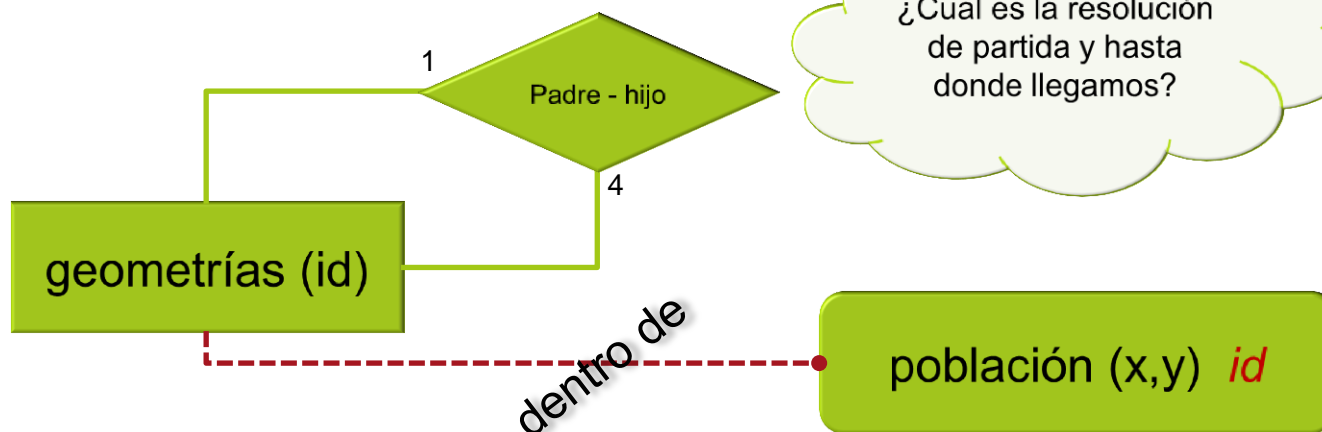 ¿Cual es la resolución
de partida y hasta
donde llegamos?
1
Padre - hijo
4
geometrías (id)
dentro de
población (x,y) id